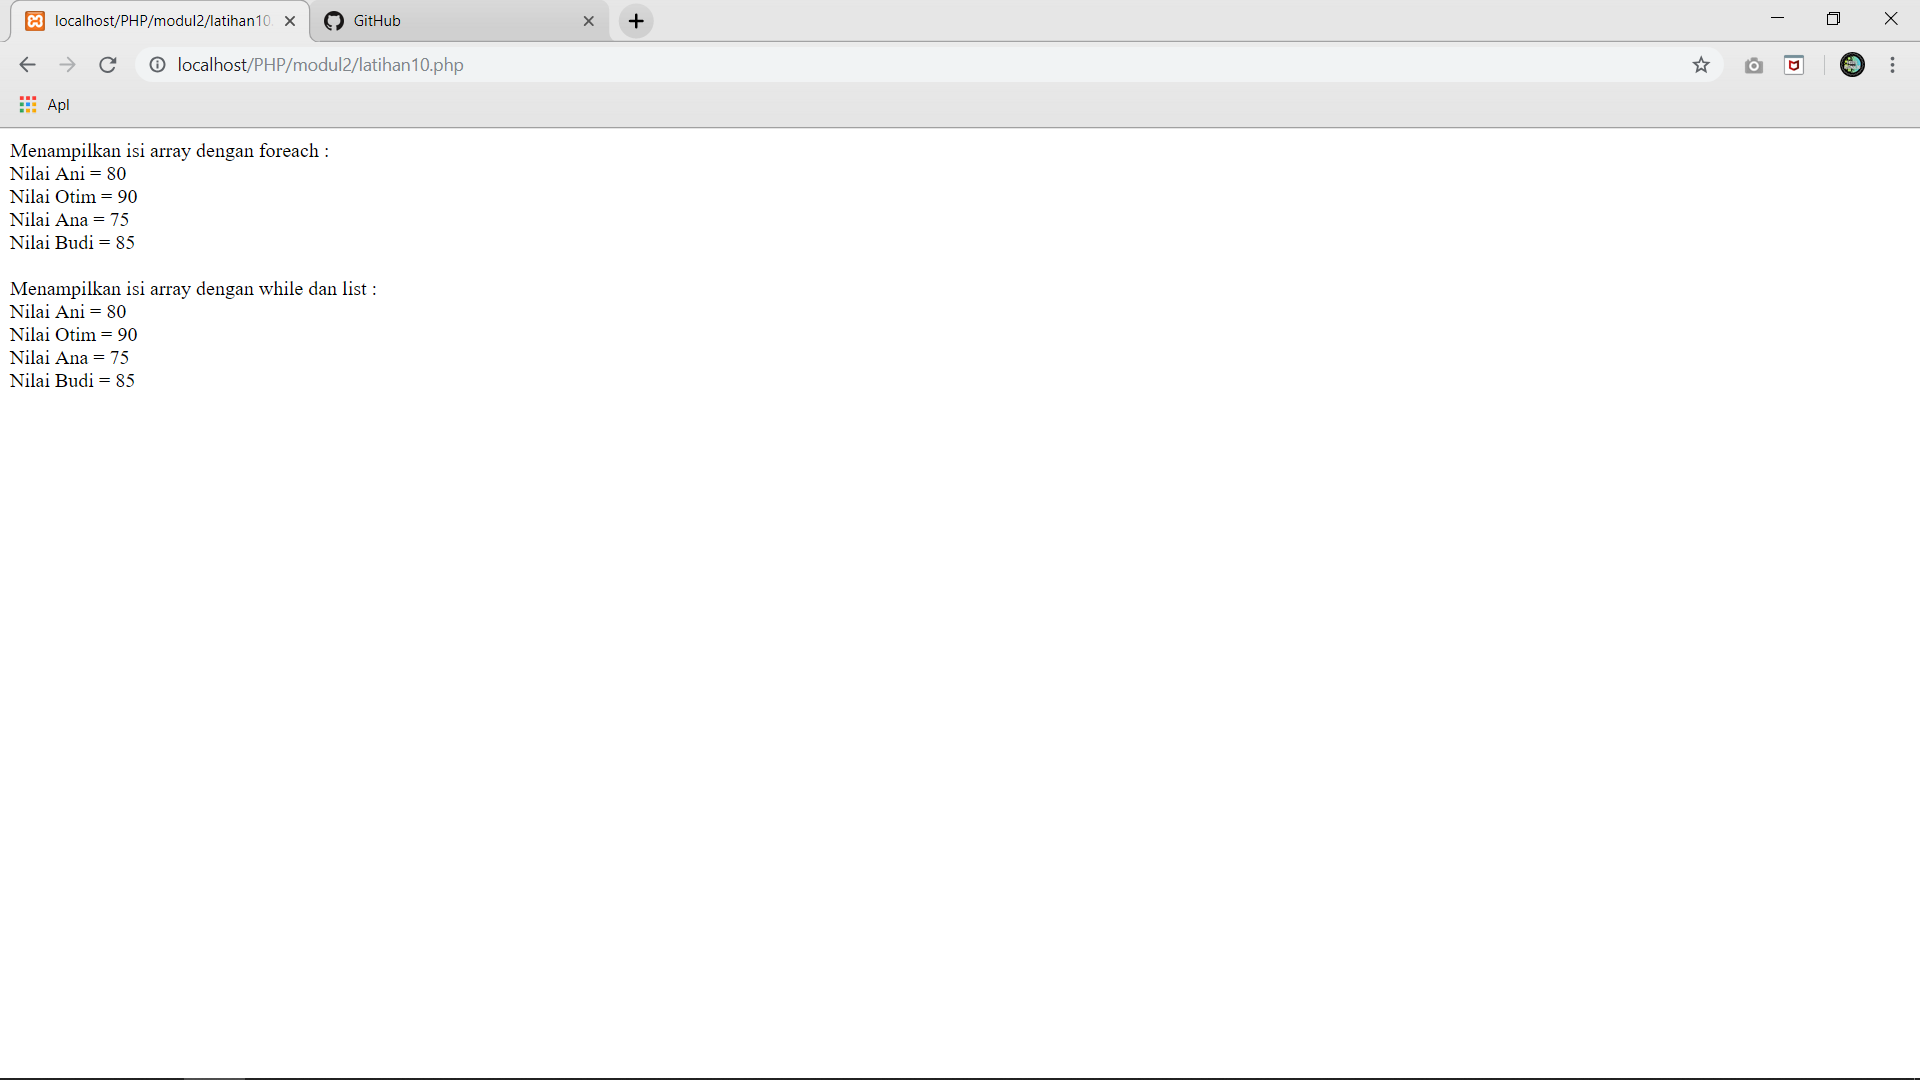 localhost/PHP/modul2/latihan10
GitHub
localhost/PHP/modul2/latihan10.php
Apl
Menampilkan isi array dengan foreach :
Nilai Ani = 80
Nilai Otim = 90
Nilai Ana = 75
Nilai Budi = 85
Menampilkan isi array dengan while dan list :
Nilai Ani = 80
Nilai Otim = 90
Nilai Ana = 75
Nilai Budi = 85